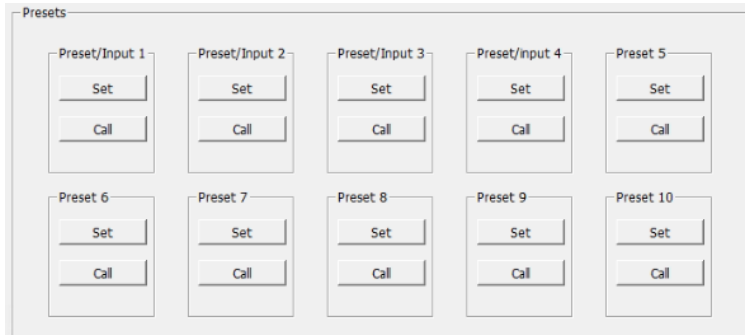 Presets
Preset/Input 1 Preset/Input 2 Preset/Input 3 Preset/input 4 Preset 5
Set Set Set Set Set
Call Call Call Call Call
Preset 6 Preset 7 Preset 8 Preset 9 Preset 10
Set Set Set Set Set
Call Call Call Call Call